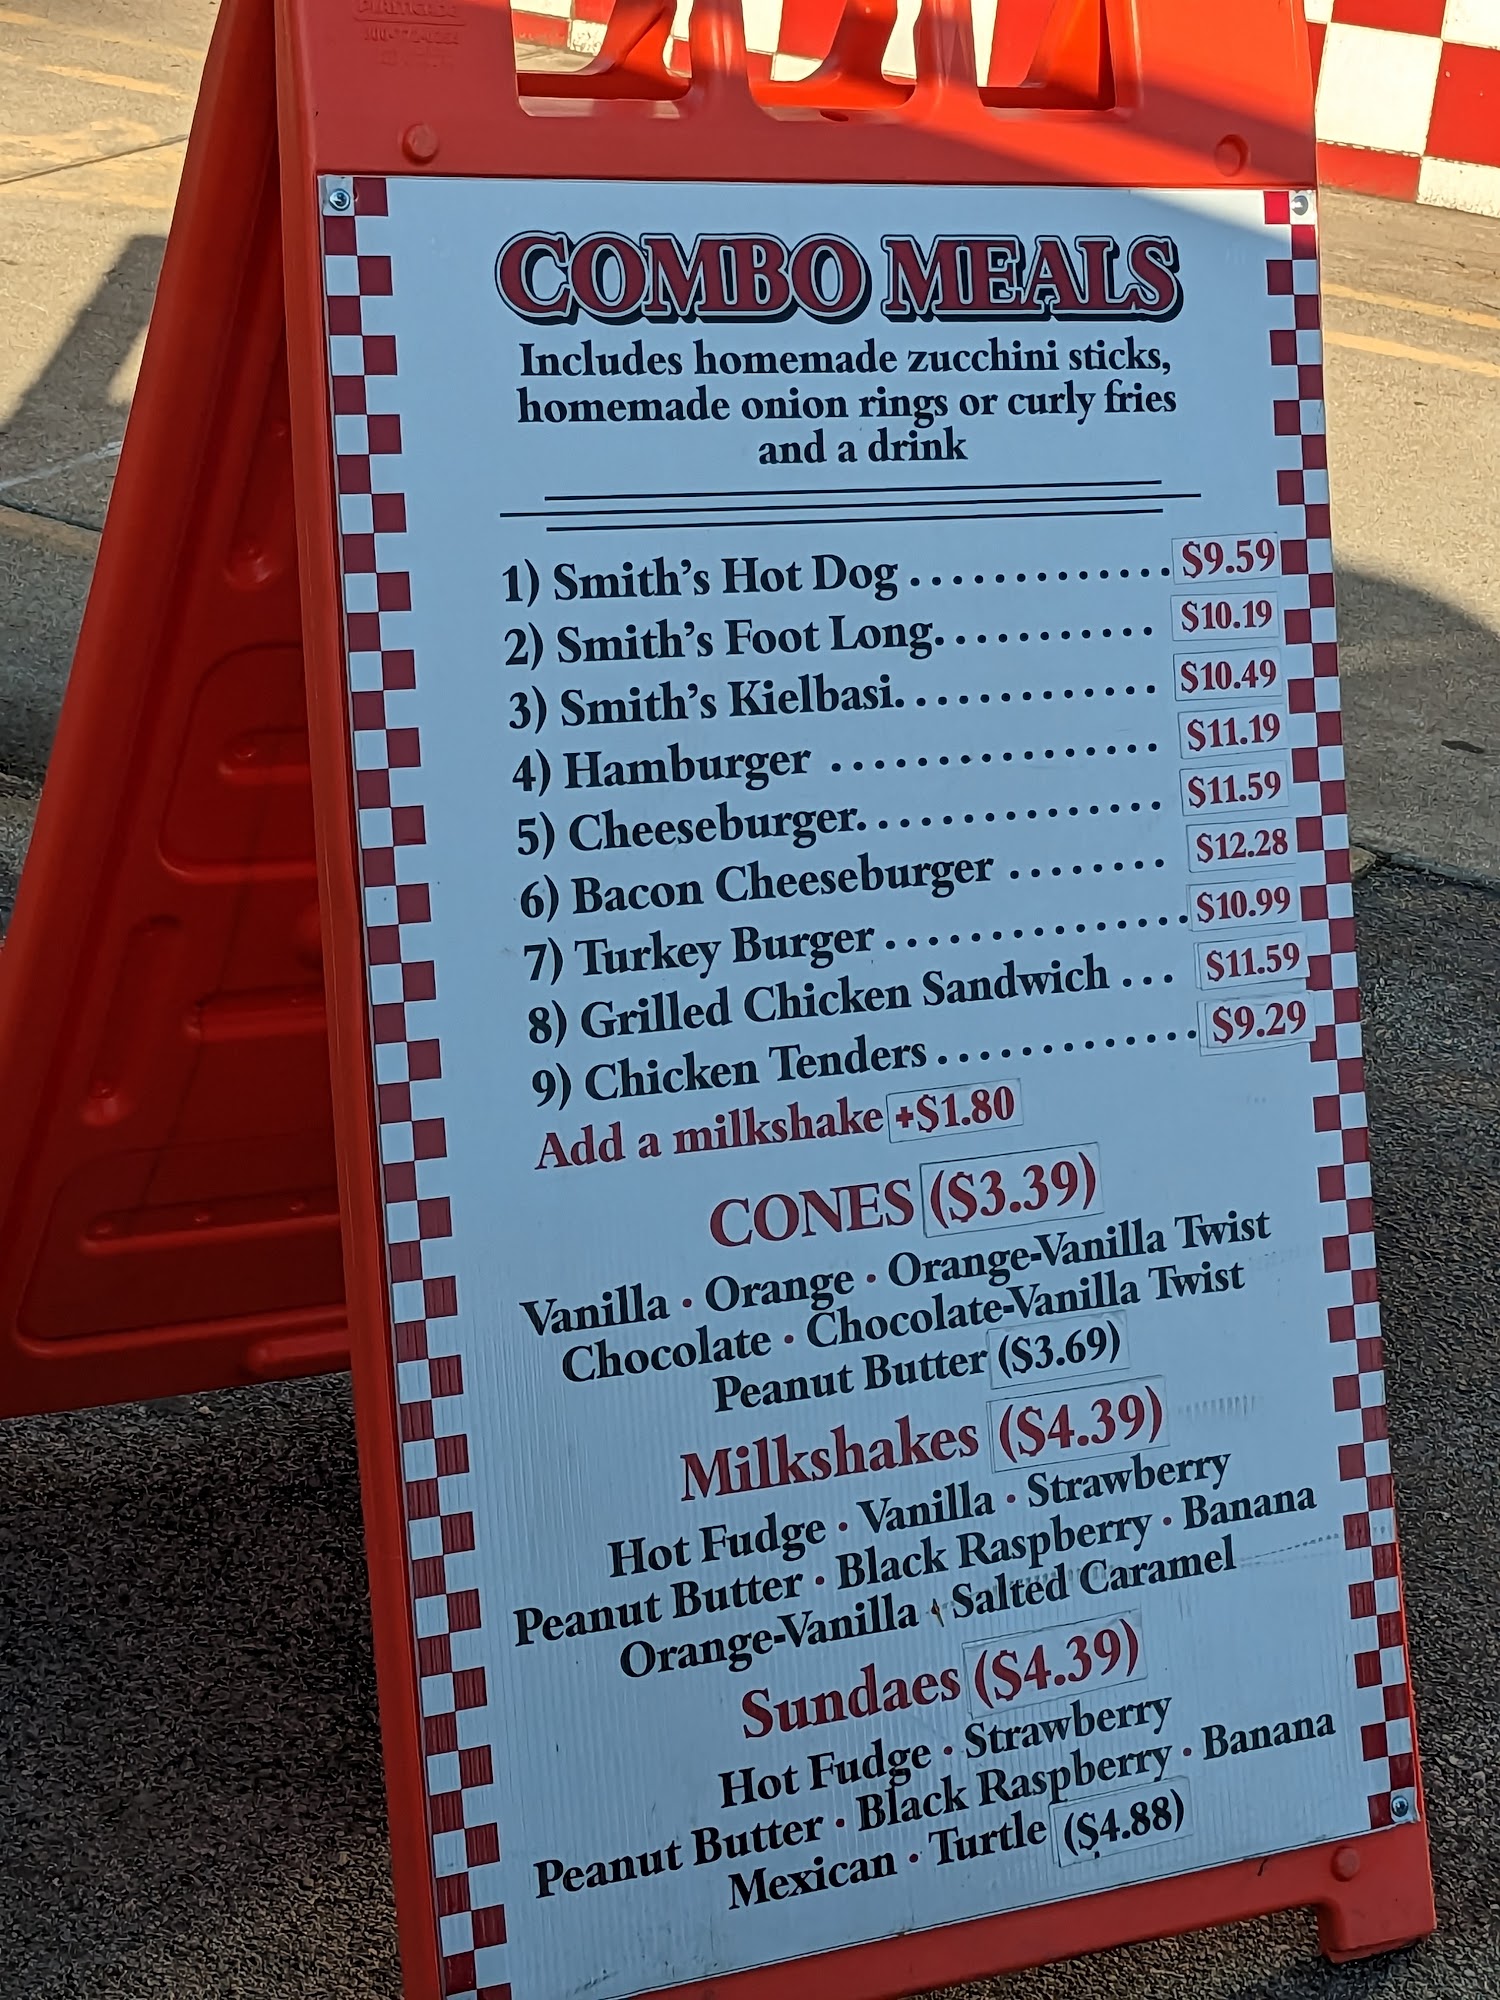 COMBO MEALS
Includes homemade zucchini sticks,
homemade onion rings or curly fries
and a drink
1) Smith's Hot Dog ............. $9.59
2) Smith's Foot Long........... $10.19
3) Smith's Kielbasi............. $10.49
4) Hamburger ................ $11.19
5) Cheeseburger............... $11.59
6) Bacon Cheeseburger ........ $12.28
7) Turkey Burger ............... $10.99
8) Grilled Chicken Sandwich ... $11.59
9) Chicken Tenders ............. $9.29
Add a milkshake +$1.80
CONES ($3.39)
Vanilla • Orange • Orange-Vanilla Twist
Chocolate • Chocolate-Vanilla Twist
Peanut Butter ($3.69)
Milkshakes ($4.39)
Hot Fudge • Vanilla • Strawberry
Peanut Butter • Black Raspberry • Banana
Orange-Vanilla • Salted Caramel
Sundaes ($4.39)
Hot Fudge • Strawberry
Peanut Butter • Black Raspberry • Banana
Mexican • Turtle ($4.88)